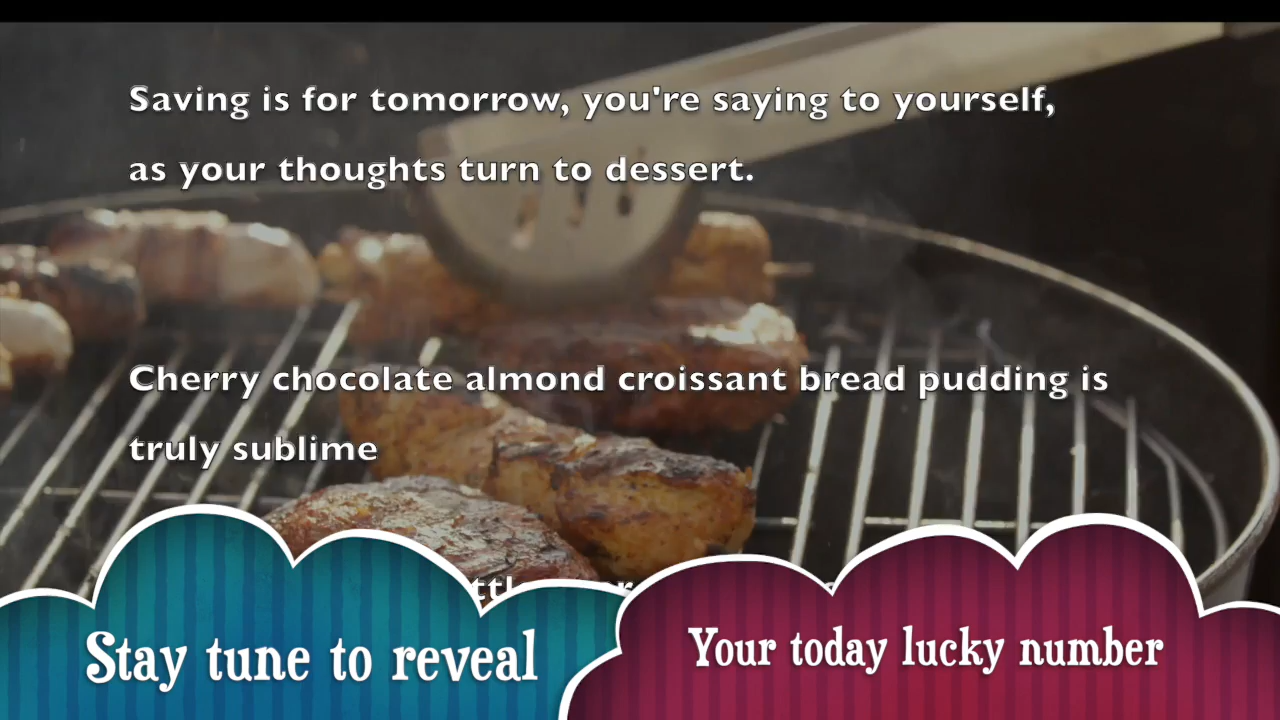 Saving is for tomorrow, you're saying to yourself,
as your thoughts turn to dessert.
Cherry chocolate almond croissant bread pudding is
truly sublime
Stay tune to reveal
Your today lucky number